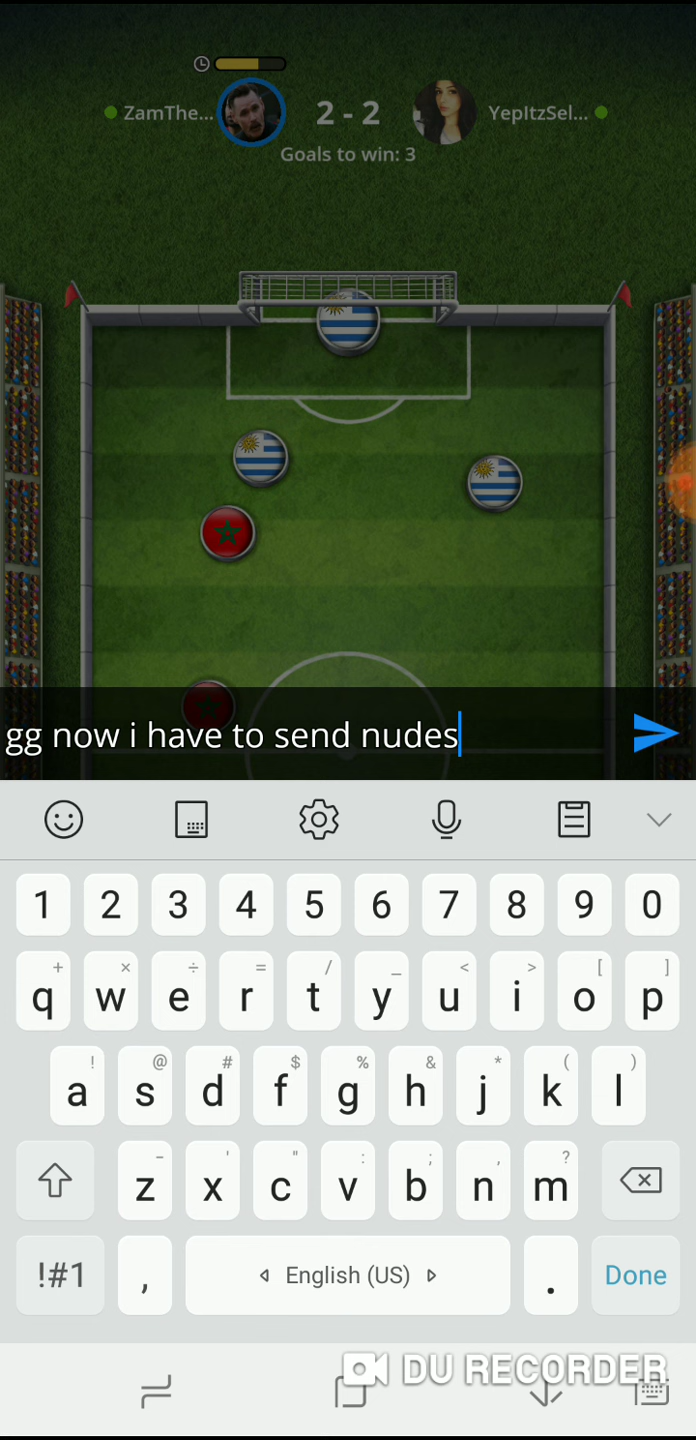 ZamThe... 2 - 2 YepItzSel...
Goals to win: 3
gg now i have to send nudes
1 2 3 4 5 6 7 8 9 0
+ × ÷ = / _ < > [ ]
q w e r t y u i o p
! @ # $ % & * ( )
a s d f g h j k l
- ' " : ; , ?
z x c v b n m
!#1 , English (US) . Done
DU RECORDER